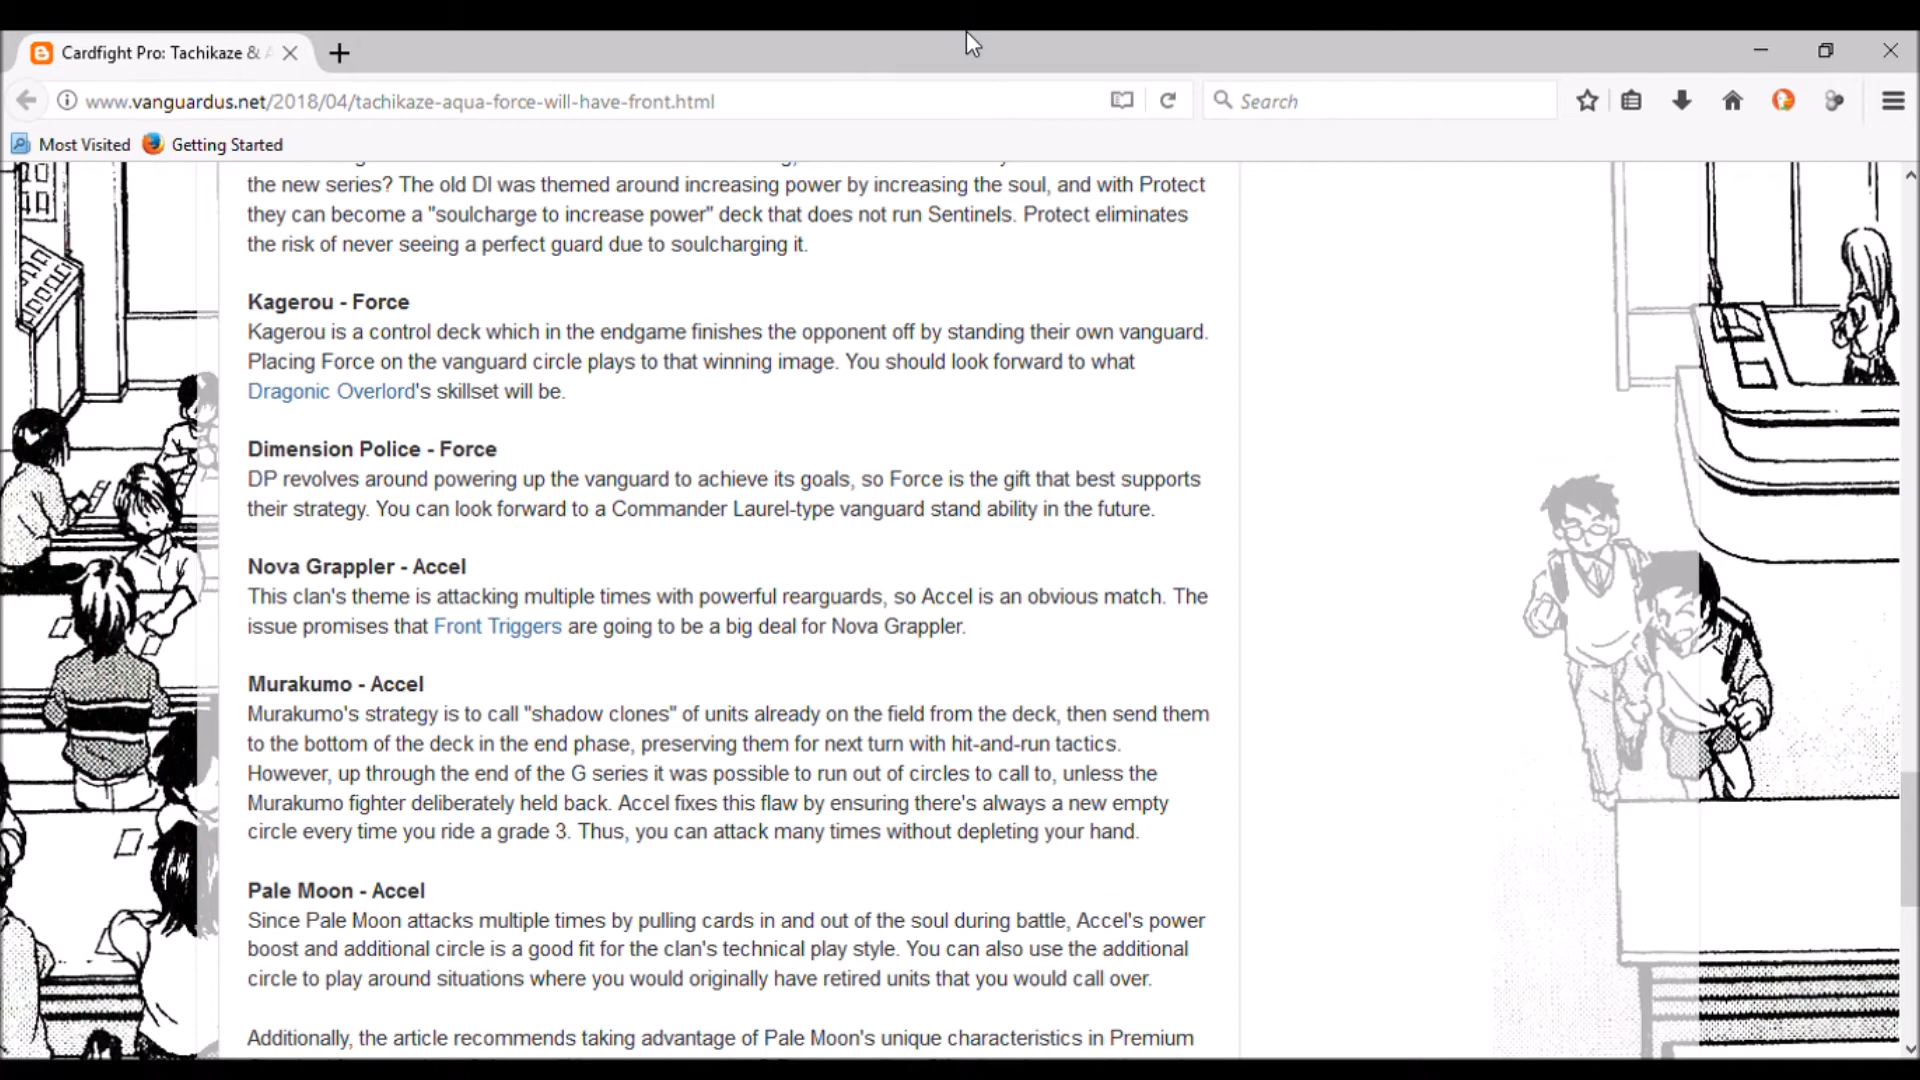 Cardfight Pro: Tachikaze &
www.vanguardus.net/2018/04/tachikaze-aqua-force-will-have-front.html
Search
Most Visited
Getting Started
the new series? The old DI was themed around increasing power by increasing the soul, and with Protect
they can become a "soulcharge to increase power" deck that does not run Sentinels. Protect eliminates
the risk of never seeing a perfect guard due to soulcharging it.
Kagerou - Force
Kagerou is a control deck which in the endgame finishes the opponent off by standing their own vanguard.
Placing Force on the vanguard circle plays to that winning image. You should look forward to what
Dragonic Overlord's skillset will be.
Dimension Police - Force
DP revolves around powering up the vanguard to achieve its goals, so Force is the gift that best supports
their strategy. You can look forward to a Commander Laurel-type vanguard stand ability in the future.
Nova Grappler - Accel
This clan's theme is attacking multiple times with powerful rearguards, so Accel is an obvious match. The
issue promises that Front Triggers are going to be a big deal for Nova Grappler.
Murakumo - Accel
Murakumo's strategy is to call "shadow clones" of units already on the field from the deck, then send them
to the bottom of the deck in the end phase, preserving them for next turn with hit-and-run tactics.
However, up through the end of the G series it was possible to run out of circles to call to, unless the
Murakumo fighter deliberately held back. Accel fixes this flaw by ensuring there's always a new empty
circle every time you ride a grade 3. Thus, you can attack many times without depleting your hand.
Pale Moon - Accel
Since Pale Moon attacks multiple times by pulling cards in and out of the soul during battle, Accel's power
boost and additional circle is a good fit for the clan's technical play style. You can also use the additional
circle to play around situations where you would originally have retired units that you would call over.
Additionally, the article recommends taking advantage of Pale Moon's unique characteristics in Premium